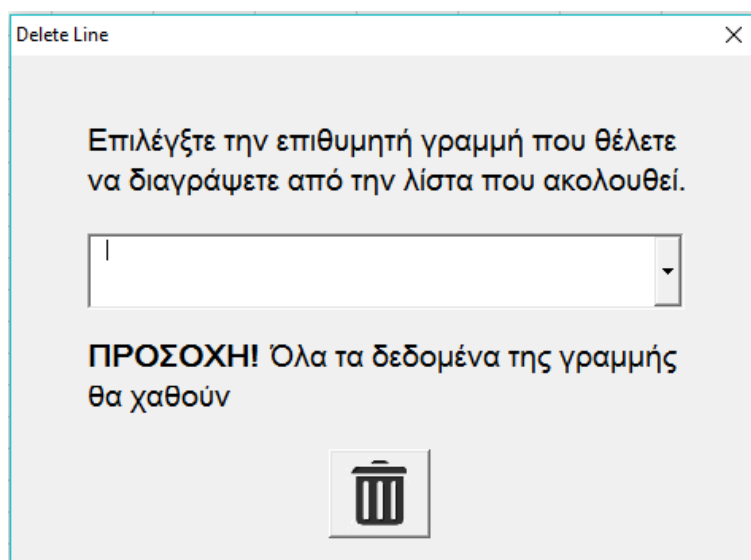 Delete Line
Επιλέγξτε την επιθυμητή γραμμή που θέλετε
να διαγράψετε από την λίστα που ακολουθεί.
ΠΡΟΣΟΧΗ! Όλα τα δεδομένα της γραμμής
θα χαθούν